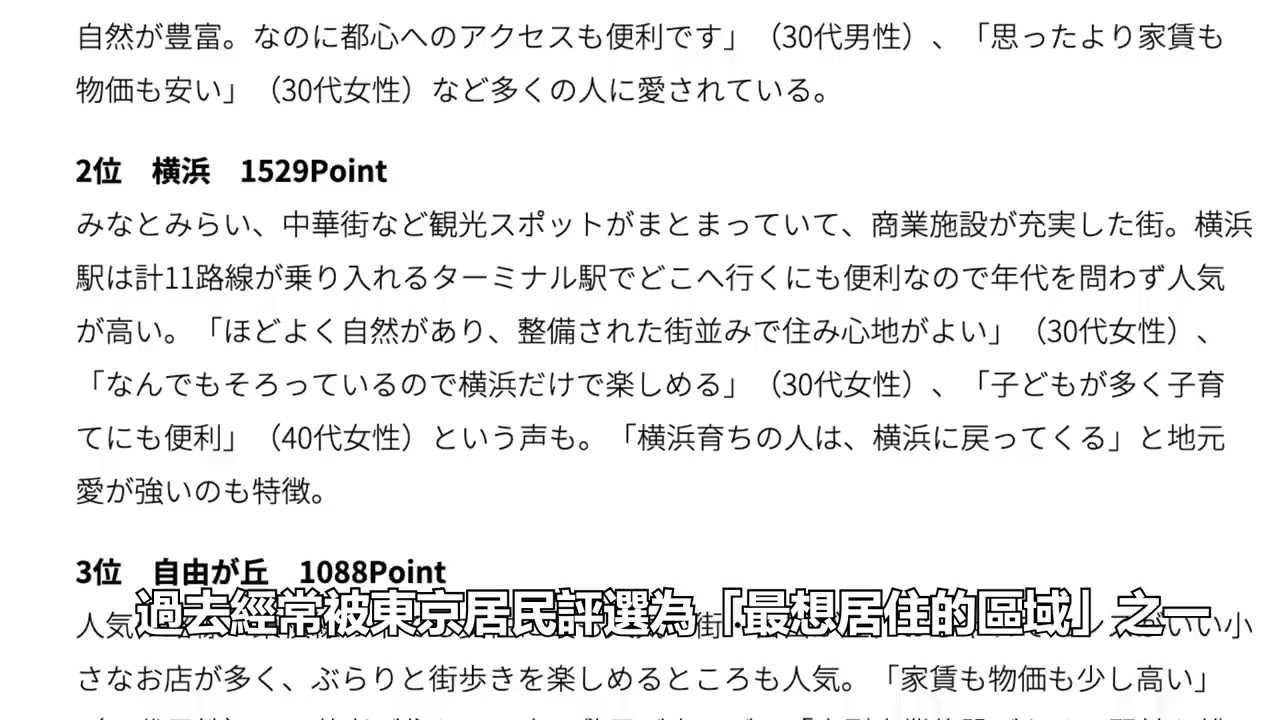 自然が豊富。なのに都心へのアクセスも便利です」（30代男性）、「思ったより家賃も
物価も安い」（30代女性）など多くの人に愛されている。
2位　横浜　1529Point
みなとみらい、中華街など観光スポットがまとまっていて、商業施設が充実した街。横浜
駅は計11路線が乗り入れるターミナル駅でどこへ行くにも便利なので年代を問わず人気
が高い。「ほどよく自然があり、整備された街並みで住み心地がよい」（30代女性）、
「なんでもそろっているので横浜だけで楽しめる」（30代女性）、「子どもが多く子育
てにも便利」（40代女性）という声も。「横浜育ちの人は、横浜に戻ってくる」と地元
愛が強いのも特徴。
3位　自由が丘　1088Point
過去經常被東京居民評選為「最想居住的區域」之一
人気
いい小
さなお店が多く、ぶらりと街歩きを楽しめるところも人気。「家賃も物価も少し高い」